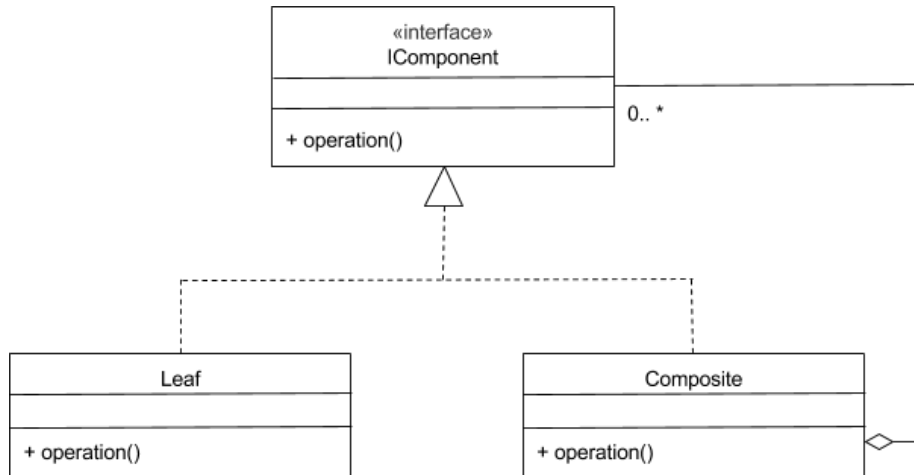 «interface»
IComponent
0.. *
+ operation()
Leaf
+ operation()
Composite
+ operation()